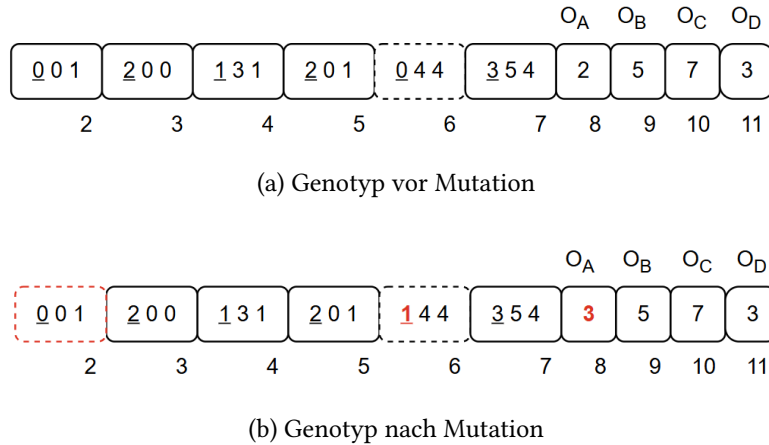 O_A O_B O_C O_D
0 0 1 2 0 0 1 3 1 2 0 1 0 4 4 3 5 4 2 5 7 3
2 3 4 5 6 7 8 9 10 11
(a) Genotyp vor Mutation
O_A O_B O_C O_D
0 0 1 2 0 0 1 3 1 2 0 1 1 4 4 3 5 4 3 5 7 3
2 3 4 5 6 7 8 9 10 11
(b) Genotyp nach Mutation